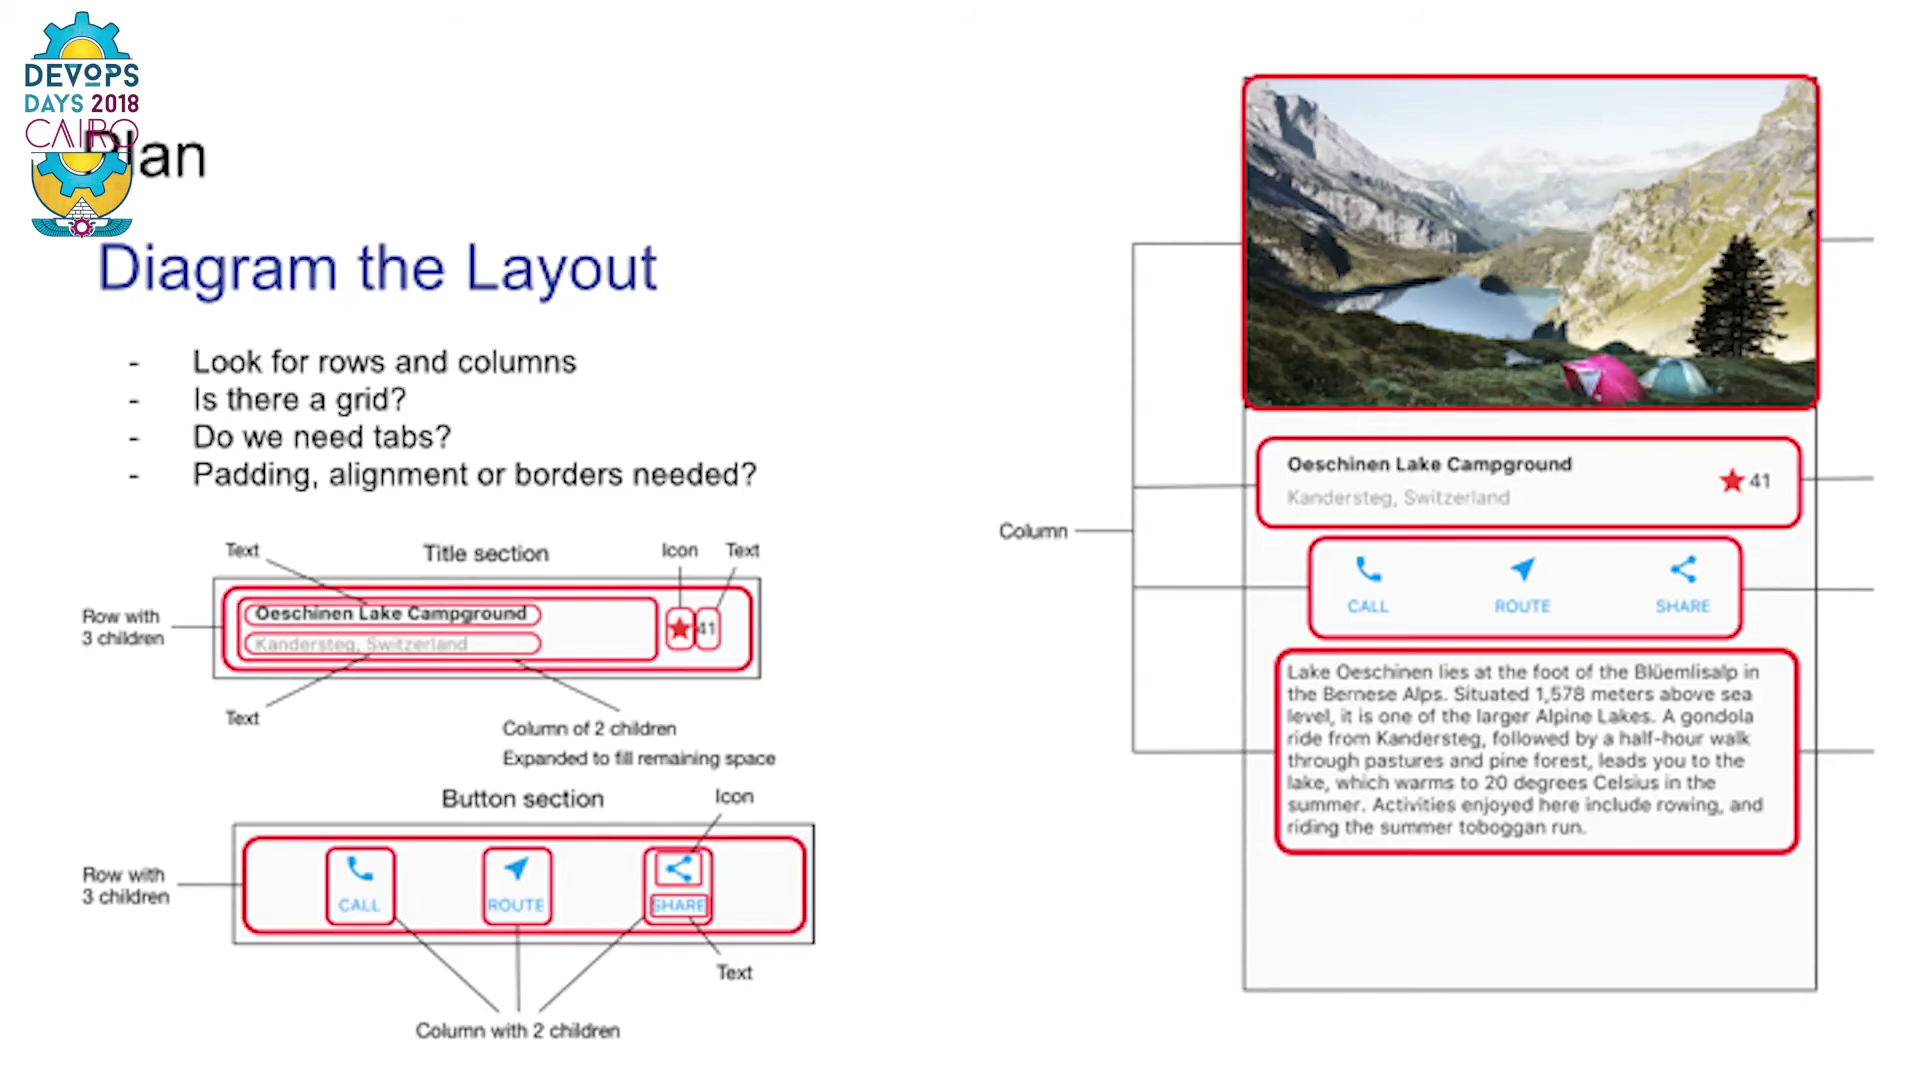 DEVOPS
DAYS 2018
CAIRO
Plan
Diagram the Layout
- Look for rows and columns
- Is there a grid?
- Do we need tabs?
- Padding, alignment or borders needed?
Text
Title section
Icon
Text
Row with
3 children
Oeschinen Lake Campground
41
Kandersteg, Switzerland
Text
Column of 2 children
Expanded to fill remaining space
Button section
Icon
Row with
3 children
CALL
ROUTE
SHARE
Text
Column with 2 children
Column
Oeschinen Lake Campground
Kandersteg, Switzerland
41
CALL
ROUTE
SHARE
Lake Oeschinen lies at the foot of the Blüemlisalp in
the Bernese Alps. Situated 1,578 meters above sea
level, it is one of the larger Alpine Lakes. A gondola
ride from Kandersteg, followed by a half-hour walk
through pastures and pine forest, leads you to the
lake, which warms to 20 degrees Celsius in the
summer. Activities enjoyed here include rowing, and
riding the summer toboggan run.